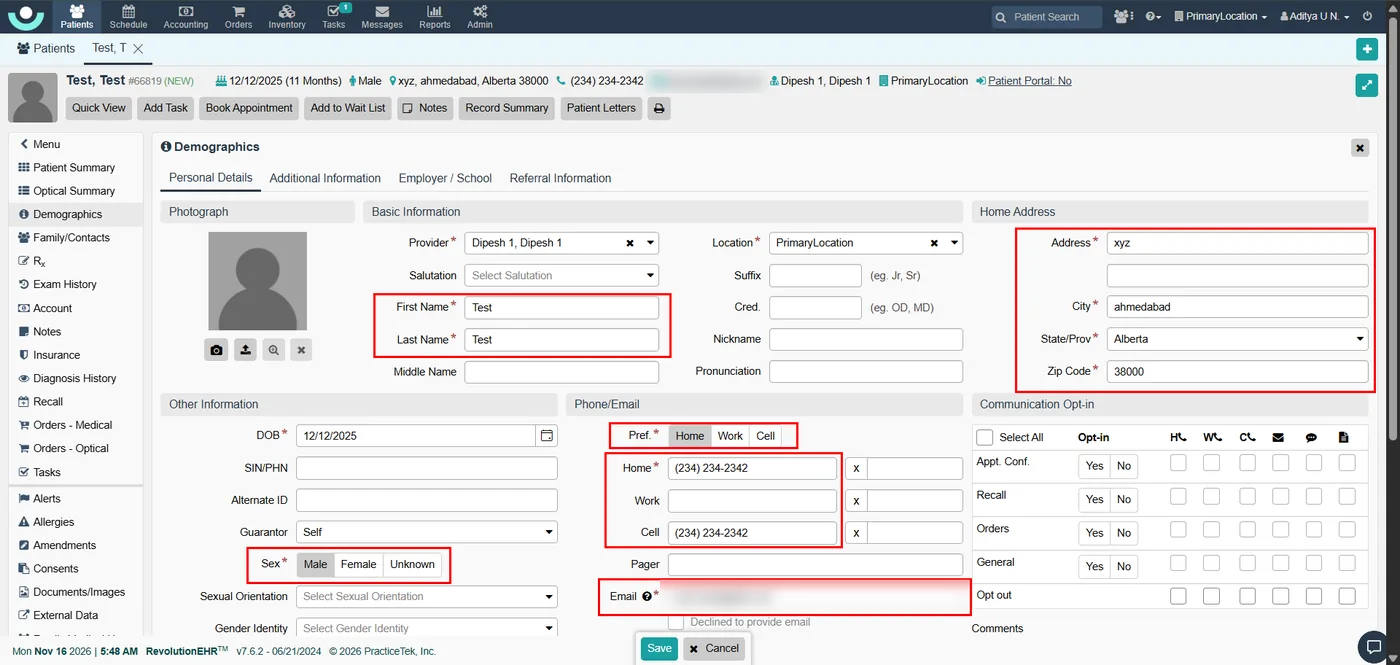 Patients Schedule Accounting Orders Inventory Tasks 1 Messages Reports Admin Patient Search PrimaryLocation Aditya U N.
Patients Test, T
Test, Test #66819 (NEW) 12/12/2025 (11 Months) Male xyz, ahmedabad, Alberta 38000 (234) 234-2342 Dipesh 1, Dipesh 1 PrimaryLocation Patient Portal: No
Quick View Add Task Book Appointment Add to Wait List Notes Record Summary Patient Letters
Menu
Patient Summary
Optical Summary
Demographics
Family/Contacts
Rx
Exam History
Account
Notes
Insurance
Diagnosis History
Recall
Orders - Medical
Orders - Optical
Tasks
Alerts
Allergies
Amendments
Consents
Documents/Images
External Data
Demographics
Personal Details Additional Information Employer / School Referral Information
Photograph
Basic Information
Provider* Dipesh 1, Dipesh 1
Salutation Select Salutation
First Name* Test
Last Name* Test
Middle Name
Location* PrimaryLocation
Suffix (eg. Jr, Sr)
Cred. (eg. OD, MD)
Nickname
Pronunciation
Home Address
Address* xyz
City* ahmedabad
State/Prov* Alberta
Zip Code* 38000
Other Information
DOB* 12/12/2025
SIN/PHN
Alternate ID
Guarantor Self
Sex* Male Female Unknown
Sexual Orientation Select Sexual Orientation
Gender Identity Select Gender Identity
Phone/Email
Pref.* Home Work Cell
Home* (234) 234-2342 x
Work x
Cell (234) 234-2342 x
Pager
Email *
Declined to provide email
Communication Opt-in
Select All Opt-in H W C
Appt. Conf. Yes No
Recall Yes No
Orders Yes No
General Yes No
Opt out
Comments
Save Cancel
Mon Nov 16 2026 | 5:48 AM RevolutionEHR™ v7.6.2 - 06/21/2024 © 2026 PracticeTek, Inc.